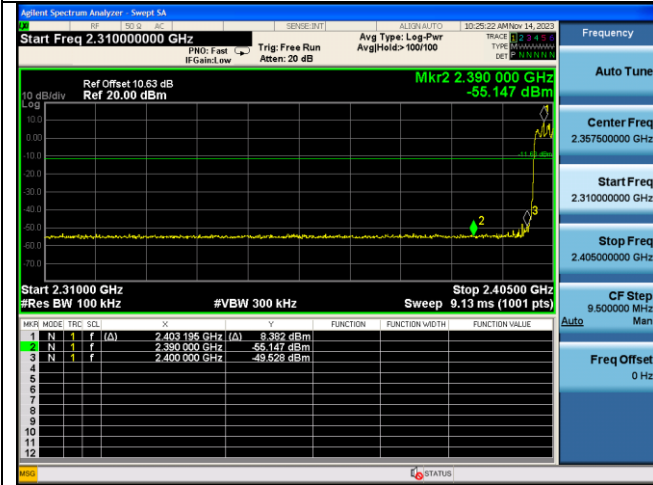 Agilent Spectrum Analyzer - Swept SA
RF 50 Ω AC SENSE:INT ALIGN AUTO 10:25:22 AM Nov 14, 2023
Start Freq 2.310000000 GHz
PNO: Fast
IFGain:Low
Trig: Free Run
Atten: 20 dB
Avg Type: Log-Pwr
Avg|Hold:> 100/100
TRACE 1 2 3 4 5 6
TYPE M
DET P N N N N N
Mkr2 2.390 000 GHz
-55.147 dBm
Ref Offset 10.63 dB
10 dB/div Ref 20.00 dBm
Log
10.0
0.00
-10.0
-20.0
-30.0
-40.0
-50.0
-60.0
-70.0
1
2
3
Start 2.31000 GHz Stop 2.40500 GHz
#Res BW 100 kHz #VBW 300 kHz Sweep 9.13 ms (1001 pts)
MKR MODE TRC SCL X Y FUNCTION FUNCTION WIDTH FUNCTION VALUE
1 N 1 f (Δ) 2.403 195 GHz (Δ) 8.382 dBm
2 N 1 f 2.390 000 GHz -55.147 dBm
3 N 1 f 2.400 000 GHz -49.528 dBm
4
5
6
7
8
9
10
11
12
MSG STATUS
Frequency
Auto Tune
Center Freq
2.357500000 GHz
Start Freq
2.310000000 GHz
Stop Freq
2.405000000 GHz
CF Step
9.500000 MHz
Auto Man
Freq Offset
0 Hz